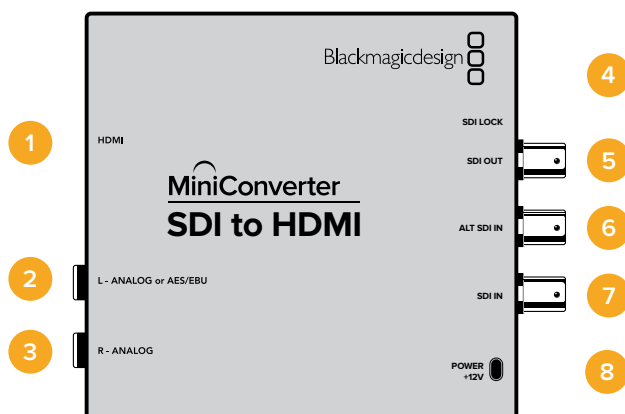 Blackmagicdesign
4
1
HDMI
SDI LOCK
SDI OUT
5
MiniConverter
SDI to HDMI
ALT SDI IN
6
2
L - ANALOG or AES/EBU
SDI IN
7
3
R - ANALOG
POWER
+12V
8